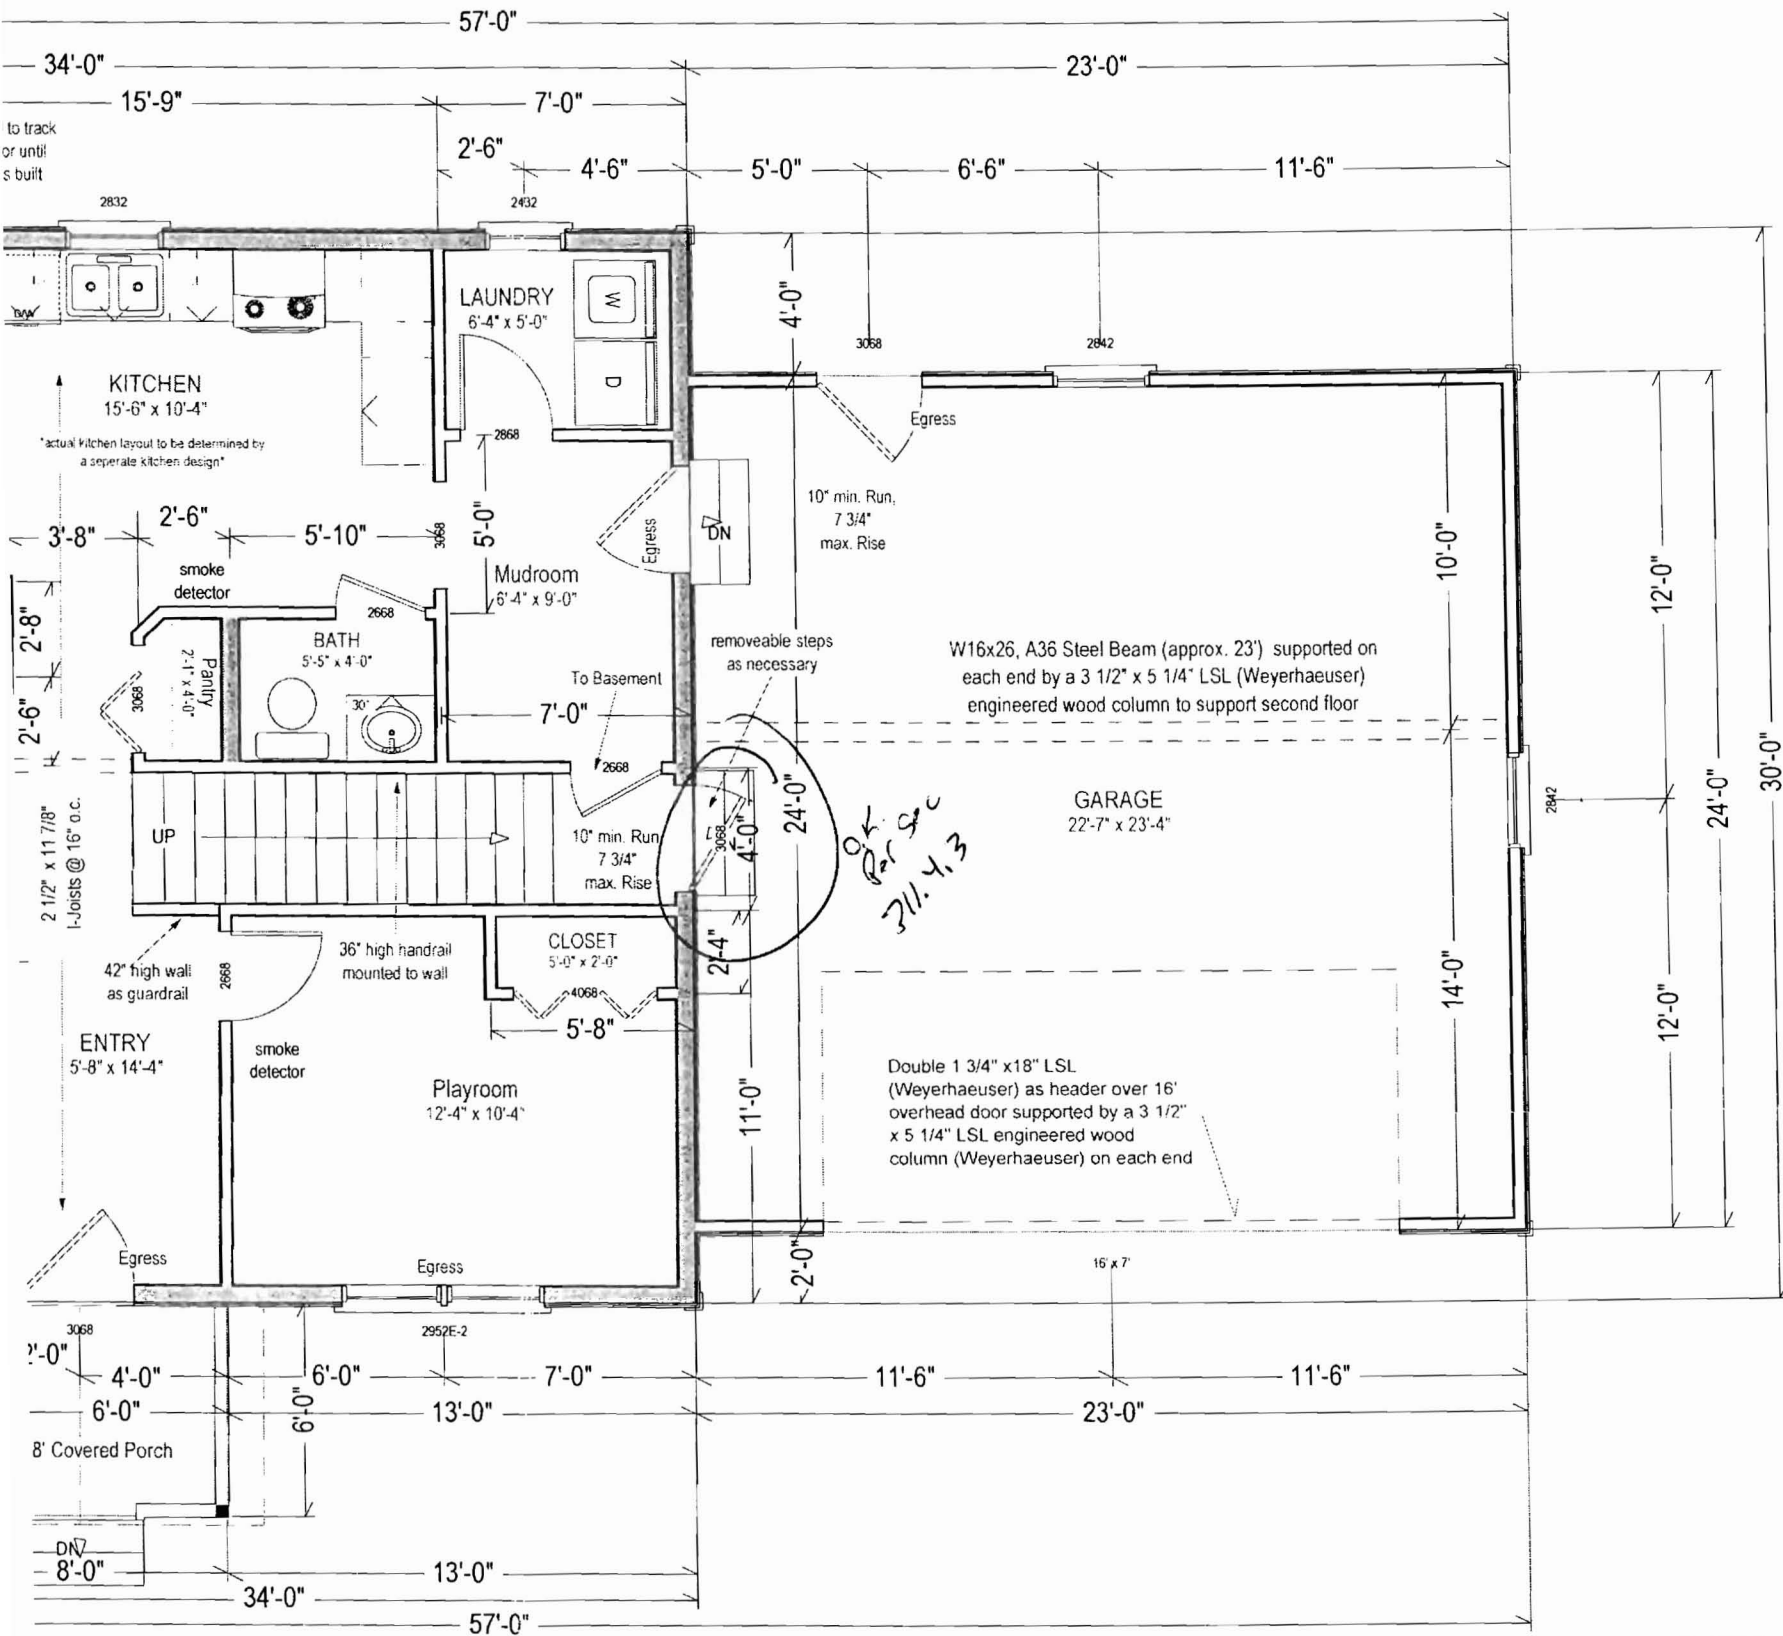 57'-0"
34'-0"
23'-0"
15'-9"
7'-0"
to track
or until
s built
2'-6"
4'-6"
5'-0"
6'-6"
11'-6"
2832
2432
4'-0"
LAUNDRY
6'-4" x 5'-0"
W
D
3068
2842
KITCHEN
15'-6" x 10'-4"
*actual kitchen layout to be determined by
a seperate kitchen design*
2868
Egress
10" min. Run,
7 3/4"
max. Rise
3'-8"
2'-6"
5'-10"
3068
5'-0"
Egress
DN
10'-0"
12'-0"
24'-0"
30'-0"
smoke
detector
Mudroom
6'-4" x 9'-0"
2'-8"
2668
BATH
5'-5" x 4'-0"
Pantry
2'-1" x 4'-0"
3068
2'-6"
30"
To Basement
removeable steps
as necessary
7'-0"
W16x26, A36 Steel Beam (approx. 23') supported on
each end by a 3 1/2" x 5 1/4" LSL (Weyerhaeuser)
engineered wood column to support second floor
2668
24'-0"
GARAGE
22'-7" x 23'-4"
2842
2 1/2" x 11 7/8"
I-Joists @ 16" o.c.
UP
10" min. Run
7 3/4"
max. Rise
3068
4'-0"
O.K.
Per
311.4.3
42" high wall
as guardrail
2668
36" high handrail
mounted to wall
CLOSET
5'-0" x 2'-0"
4068
2'-4"
5'-8"
14'-0"
12'-0"
ENTRY
5'-8" x 14'-4"
smoke
detector
Playroom
12'-4" x 10'-4"
11'-0"
Double 1 3/4" x18" LSL
(Weyerhaeuser) as header over 16'
overhead door supported by a 3 1/2"
x 5 1/4" LSL engineered wood
column (Weyerhaeuser) on each end
Egress
Egress
2'-0"
16' x 7'
3068
2952E-2
4'-0"
6'-0"
7'-0"
11'-6"
11'-6"
6'-0"
6'-0"
13'-0"
23'-0"
8' Covered Porch
DN
8'-0"
13'-0"
34'-0"
57'-0"